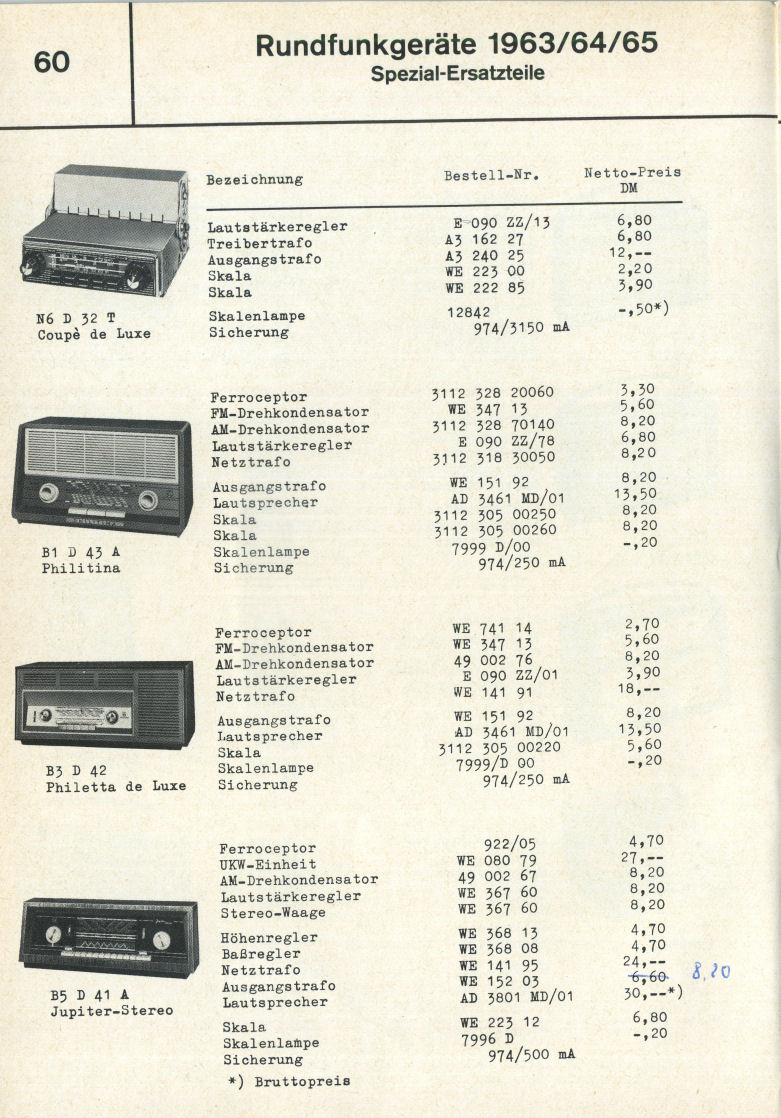 60
Rundfunkgeräte 1963/64/65
Spezial-Ersatzteile
Bezeichnung Bestell-Nr. Netto-Preis
DM
Lautstärkeregler E 090 ZZ/13 6,80
Treibertrafo A3 162 27 6,80
Ausgangstrafo A3 240 25 12,--
Skala WE 223 00 2,20
Skala WE 222 85 3,90
Skalenlampe 12842 -,50*)
Sicherung 974/3150 mA
N6 D 32 T
Coupè de Luxe
Ferroceptor 3112 328 20060 3,30
FM-Drehkondensator WE 347 13 5,60
AM-Drehkondensator 3112 328 70140 8,20
Lautstärkeregler E 090 ZZ/78 6,80
Netztrafo 3112 318 30050 8,20
Ausgangstrafo WE 151 92 8,20
Lautsprecher AD 3461 MD/01 13,50
Skala 3112 305 00250 8,20
Skala 3112 305 00260 8,20
Skalenlampe 7999 D/00 -,20
Sicherung 974/250 mA
B1 D 43 A
Philitina
Ferroceptor WE 741 14 2,70
FM-Drehkondensator WE 347 13 5,60
AM-Drehkondensator 49 002 76 8,20
Lautstärkeregler E 090 ZZ/01 3,90
Netztrafo WE 141 91 18,--
Ausgangstrafo WE 151 92 8,20
Lautsprecher AD 3461 MD/01 13,50
Skala 3112 305 00220 5,60
Skalenlampe 7999/D 00 -,20
Sicherung 974/250 mA
B3 D 42
Philetta de Luxe
Ferroceptor 922/05 4,70
UKW-Einheit WE 080 79 27,--
AM-Drehkondensator 49 002 67 8,20
Lautstärkeregler WE 367 60 8,20
Stereo-Waage WE 367 60 8,20
Höhenregler WE 368 13 4,70
Baßregler WE 368 08 4,70
Netztrafo WE 141 95 24,--
Ausgangstrafo WE 152 03 6,60 8,20
Lautsprecher AD 3801 MD/01 30,--*)
Skala WE 223 12 6,80
Skalenlampe 7996 D -,20
Sicherung 974/500 mA
B5 D 41 A
Jupiter-Stereo
*) Bruttopreis